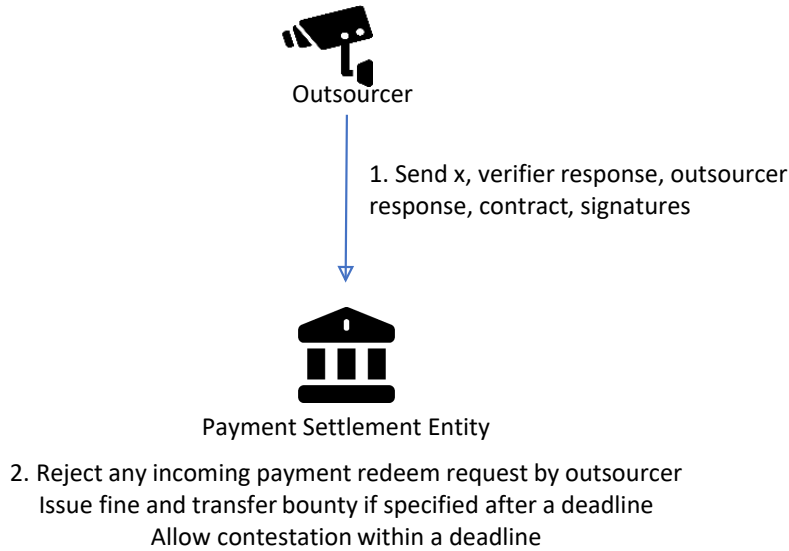 Outsourcer
1. Send x, verifier response, outsourcer
response, contract, signatures
Payment Settlement Entity
2. Reject any incoming payment redeem request by outsourcer
Issue fine and transfer bounty if specified after a deadline
Allow contestation within a deadline